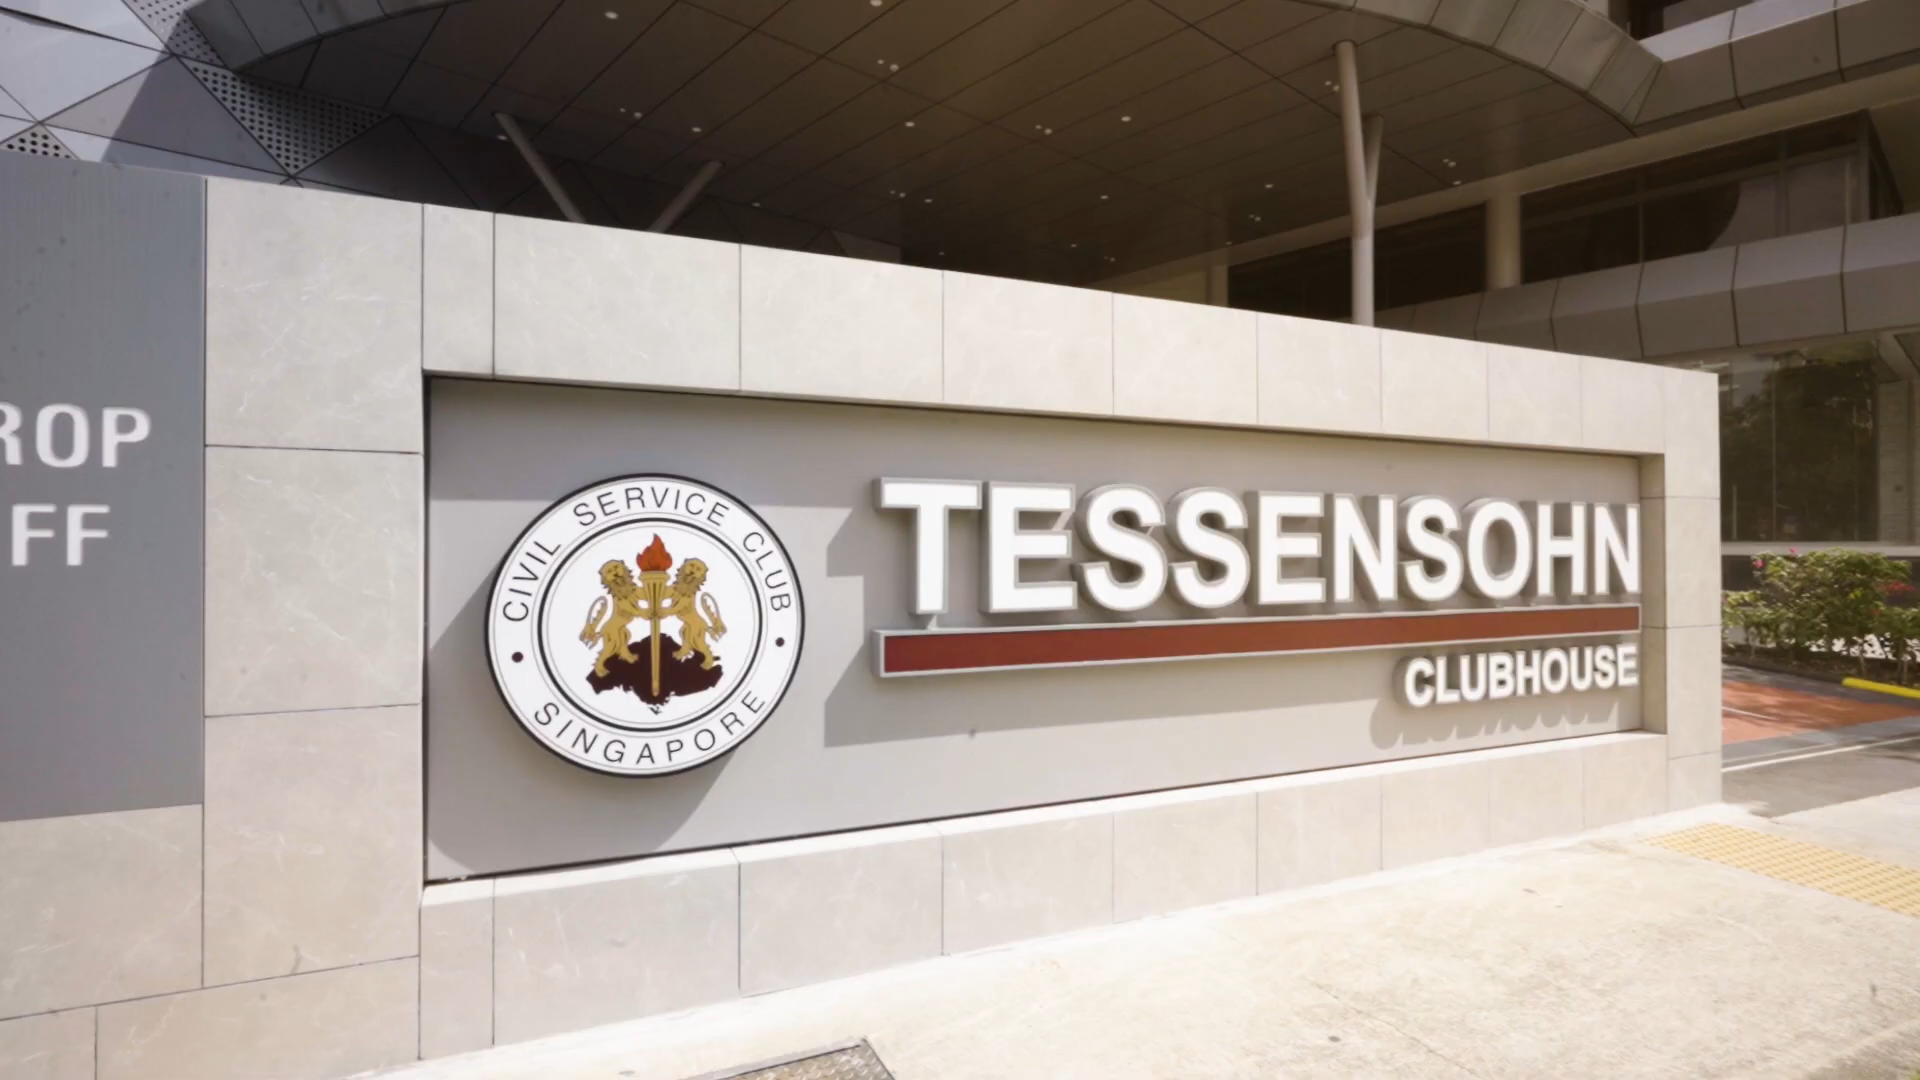 ROP
FF
CIVIL SERVICE CLUB
SINGAPORE
TESSENSOHN
CLUBHOUSE